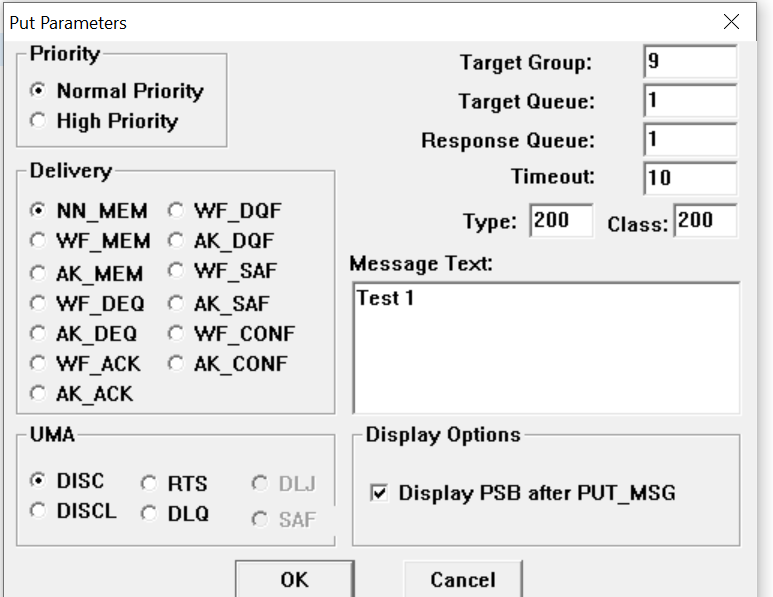 Put Parameters
Priority
Normal Priority
High Priority
Target Group: 9
Target Queue: 1
Response Queue: 1
Timeout: 10
Type: 200 Class: 200
Delivery
NN_MEM WF_DQF
WF_MEM AK_DQF
AK_MEM WF_SAF
WF_DEQ AK_SAF
AK_DEQ WF_CONF
WF_ACK AK_CONF
AK_ACK
Message Text:
Test 1
UMA
DISC RTS DLJ
DISCL DLQ SAF
Display Options
Display PSB after PUT_MSG
OK Cancel